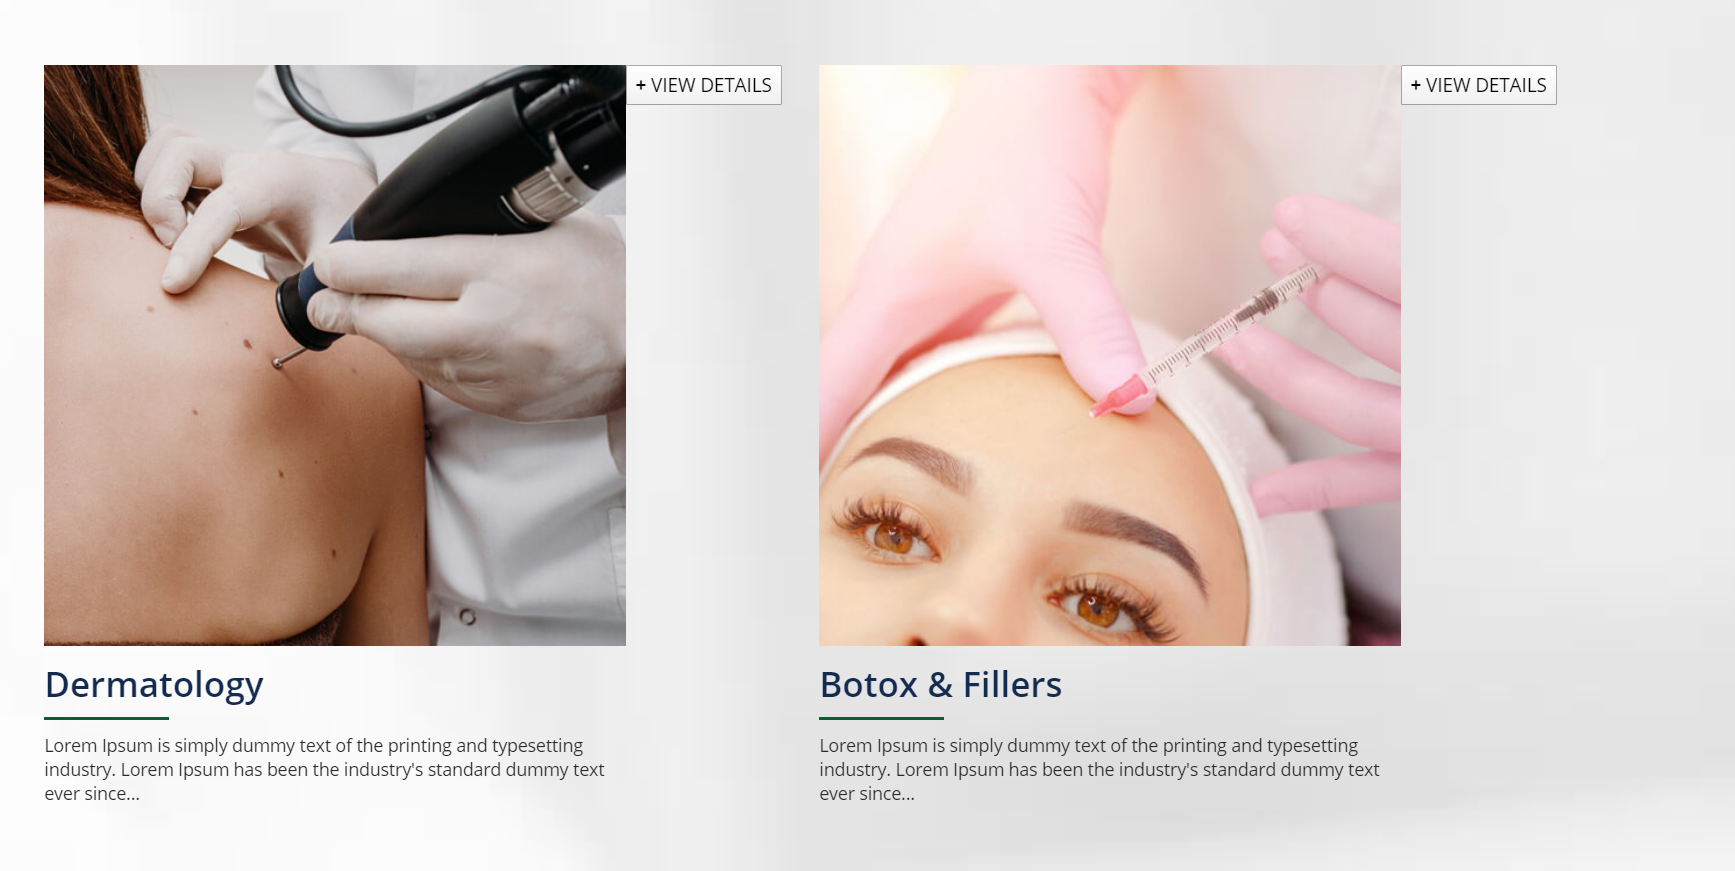 + VIEW DETAILS
+ VIEW DETAILS
Dermatology
Lorem Ipsum is simply dummy text of the printing and typesetting
industry. Lorem Ipsum has been the industry's standard dummy text
ever since...
Botox & Fillers
Lorem Ipsum is simply dummy text of the printing and typesetting
industry. Lorem Ipsum has been the industry's standard dummy text
ever since...